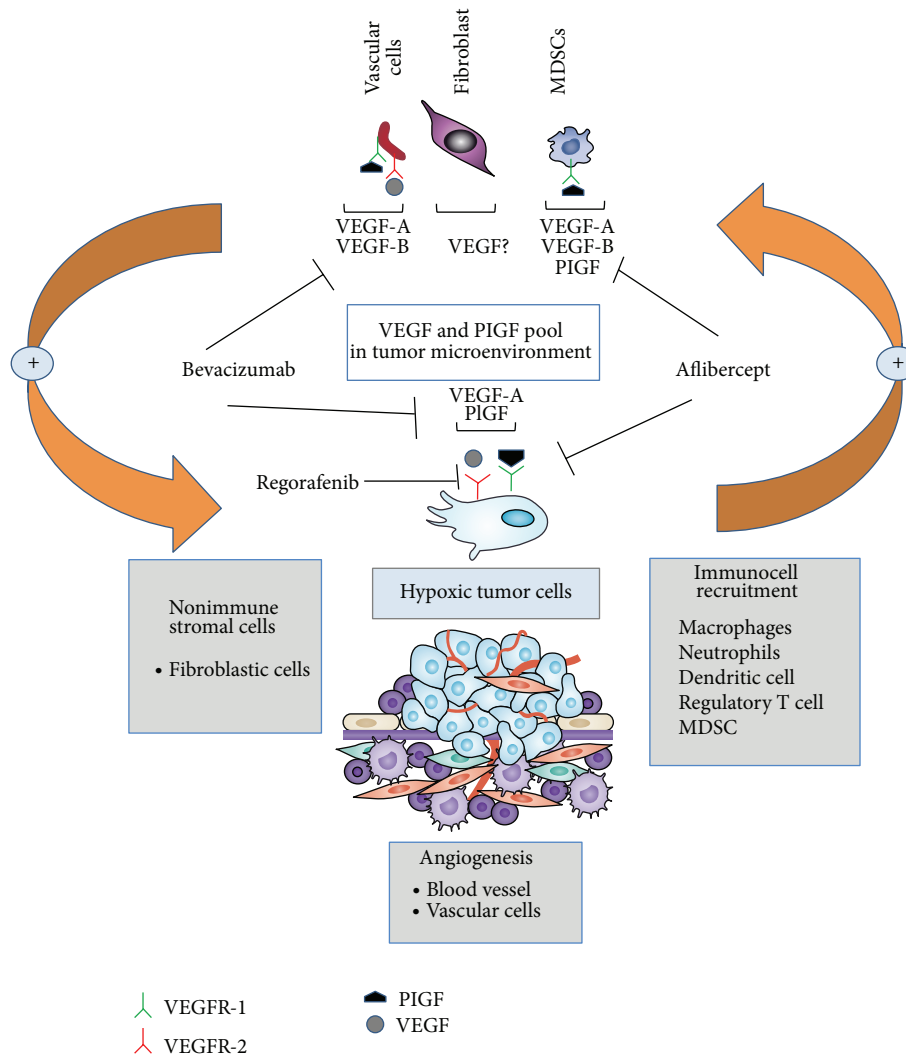 Vascular
cells
Fibroblast
MDSCs
VEGF-A
VEGF-B
VEGF?
VEGF-A
VEGF-B
PIGF
VEGF and PIGF pool
in tumor microenvironment
+
+
Bevacizumab
Aflibercept
VEGF-A
PlGF
Regorafenib
Hypoxic tumor cells
Nonimmune
stromal cells
• Fibroblastic cells
Immunocell
recruitment
Macrophages
Neutrophils
Dendritic cell
Regulatory T cell
MDSC
Angiogenesis
• Blood vessel
• Vascular cells
VEGFR-1
VEGFR-2
PIGF
VEGF